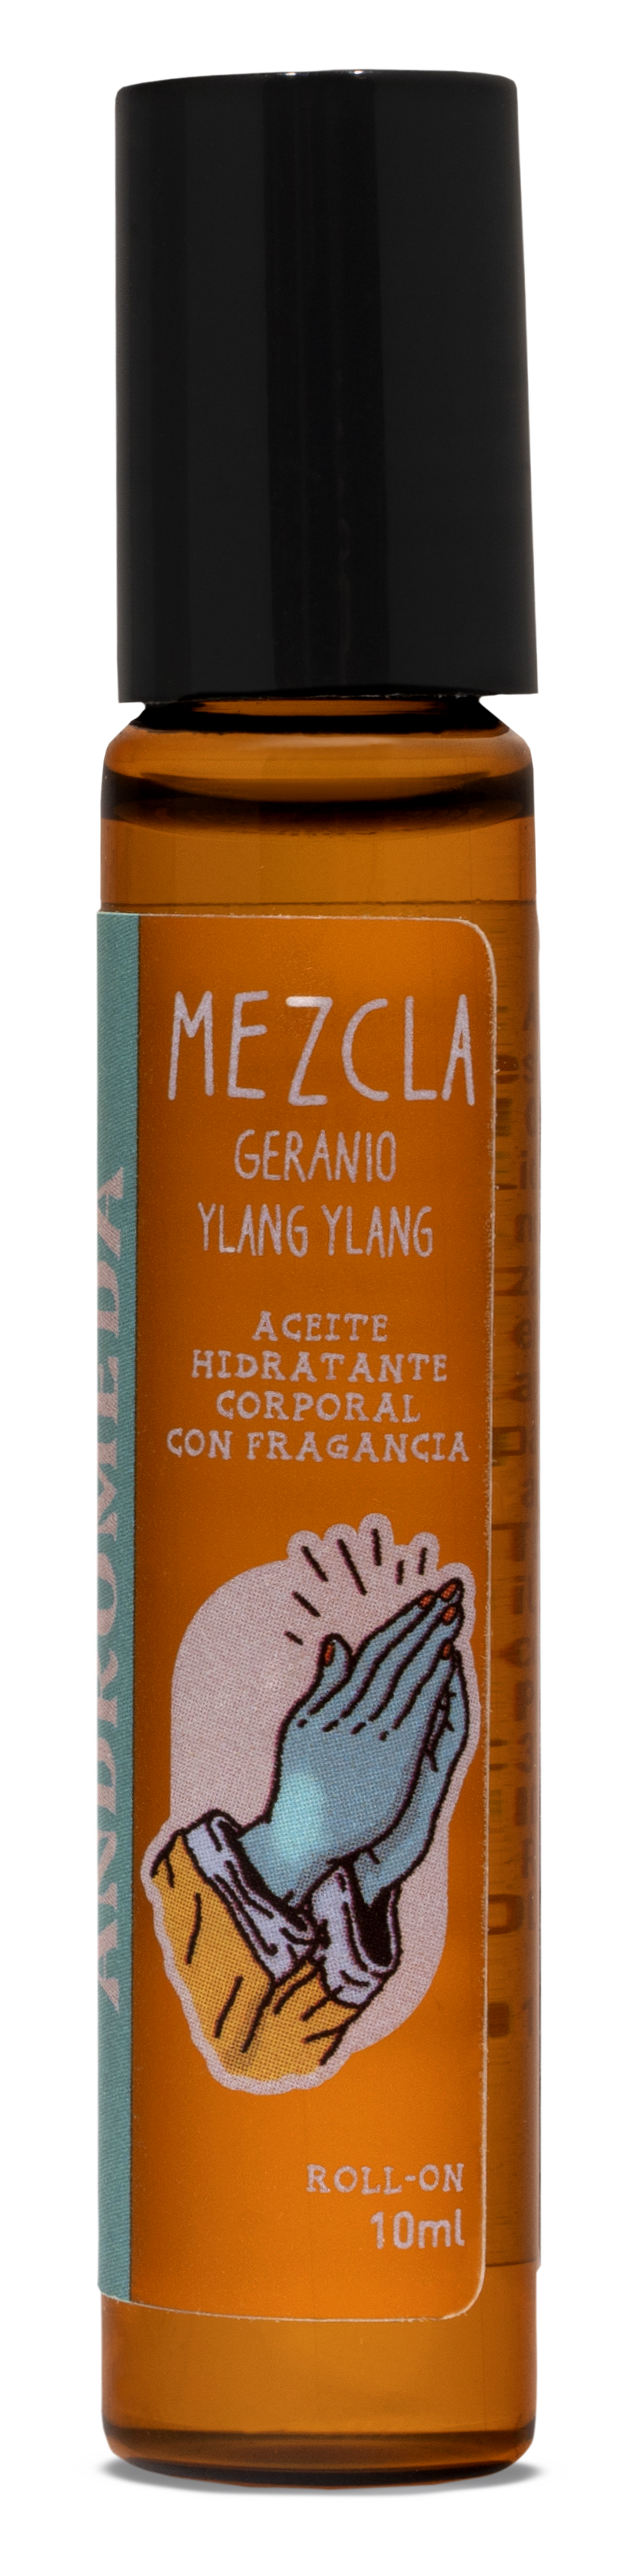 MEZCLA
GERANIO
YLANG YLANG
ACEITE
HIDRATANTE
CORPORAL
CON FRAGANCIA
ROLL-ON
10ml
ANDROMEDA